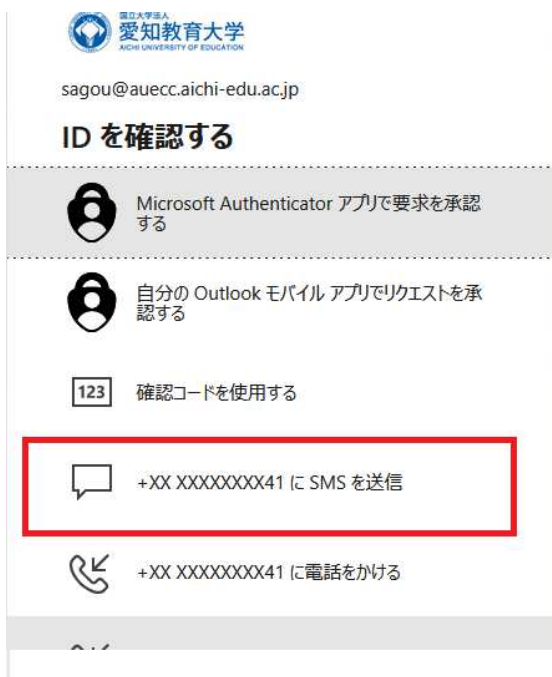 国立大学法人
愛知教育大学
AICHI UNIVERSITY OF EDUCATION
sagou@auecc.aichi-edu.ac.jp
ID を確認する
Microsoft Authenticator アプリで要求を承認
する
自分の Outlook モバイル アプリでリクエストを承
認する
123
確認コードを使用する
+XX XXXXXXXX41 に SMS を送信
+XX XXXXXXXX41 に電話をかける